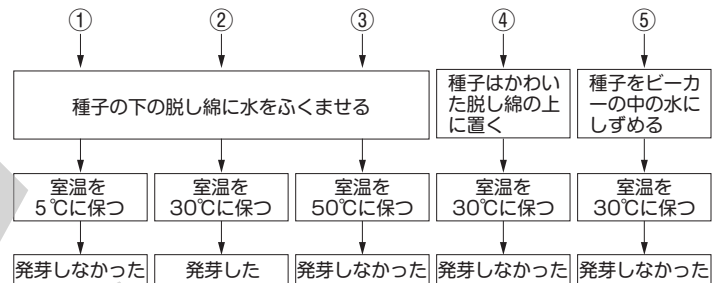 ① ② ③ ④ ⑤
種子の下の脱し綿に水をふくませる
種子はかわい
た脱し綿の上
に置く
種子をビーカ
ーの中の水に
しずめる
室温を
5℃に保つ
室温を
30℃に保つ
室温を
50℃に保つ
室温を
30℃に保つ
室温を
30℃に保つ
発芽しなかった
発芽した
発芽しなかった
発芽しなかった
発芽しなかった